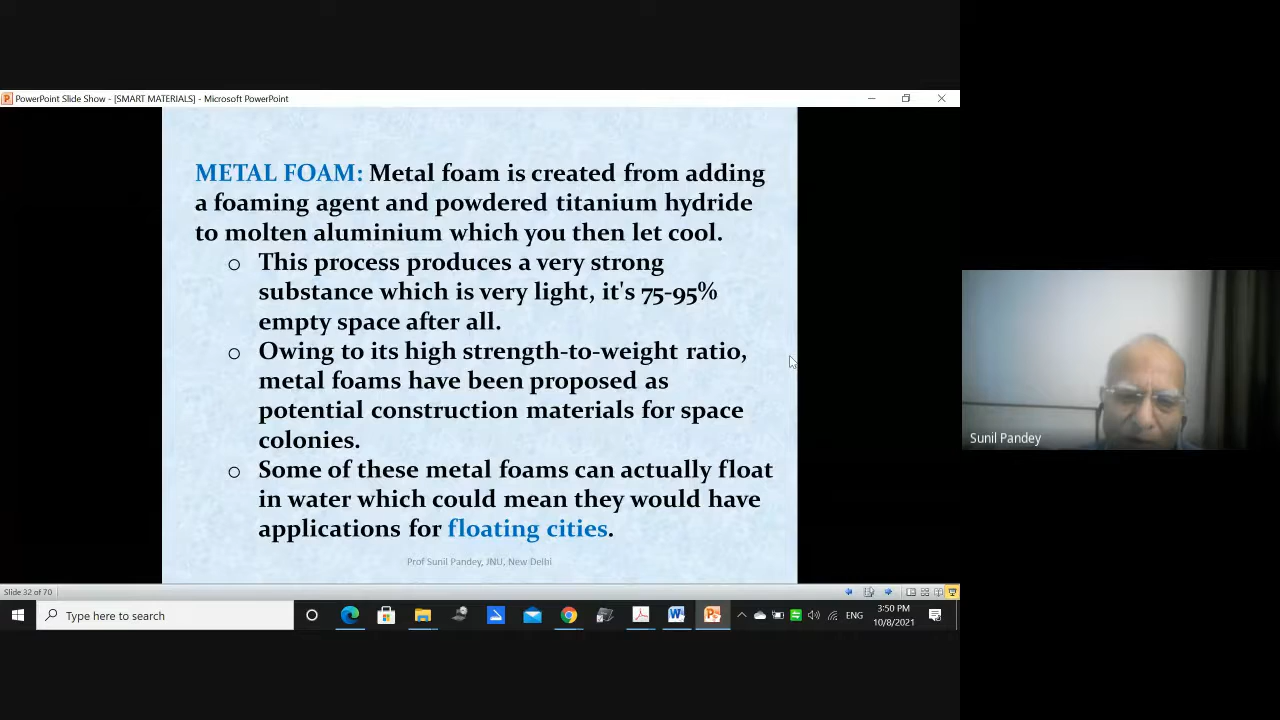 PowerPoint Slide Show - [SMART MATERIALS] - Microsoft PowerPoint
METAL FOAM: Metal foam is created from adding
a foaming agent and powdered titanium hydride
to molten aluminium which you then let cool.
o This process produces a very strong
substance which is very light, it's 75-95%
empty space after all.
o Owing to its high strength-to-weight ratio,
metal foams have been proposed as
potential construction materials for space
colonies.
o Some of these metal foams can actually float
in water which could mean they would have
applications for floating cities.
Prof Sunil Pandey, JNU, New Delhi
Sunil Pandey
Slide 32 of 70
Type here to search
ENG
3:50 PM
10/8/2021